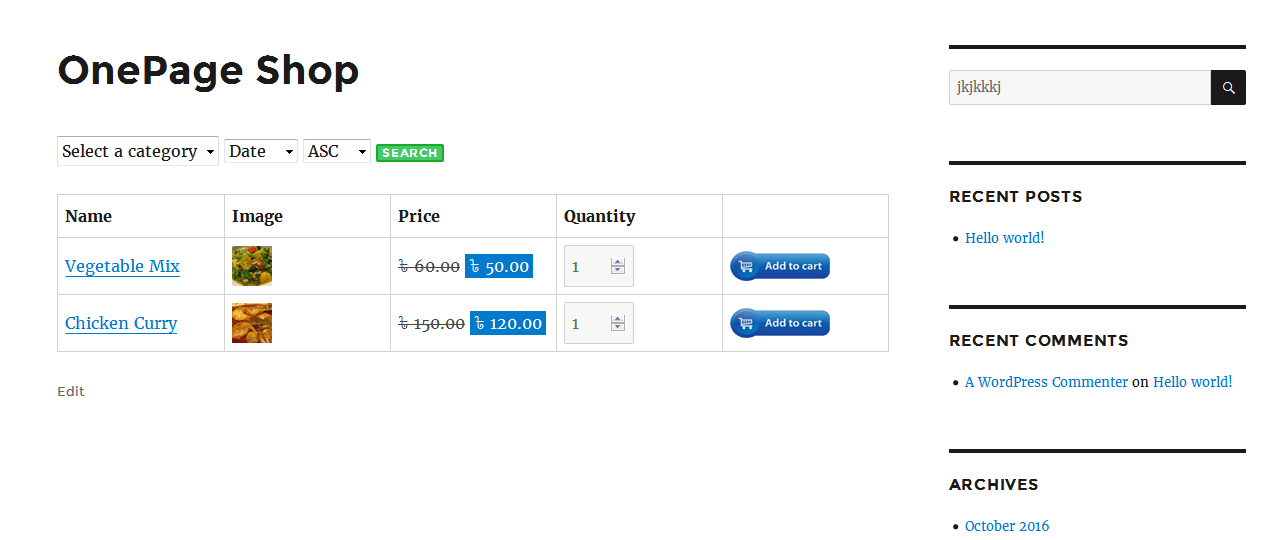 OnePage Shop
jkjkkkj
Select a category Date ASC SEARCH
Name Image Price Quantity
Vegetable Mix ৳ 60.00 ৳ 50.00 1 Add to cart
Chicken Curry ৳ 150.00 ৳ 120.00 1 Add to cart
Edit
RECENT POSTS
Hello world!
RECENT COMMENTS
A WordPress Commenter on Hello world!
ARCHIVES
October 2016